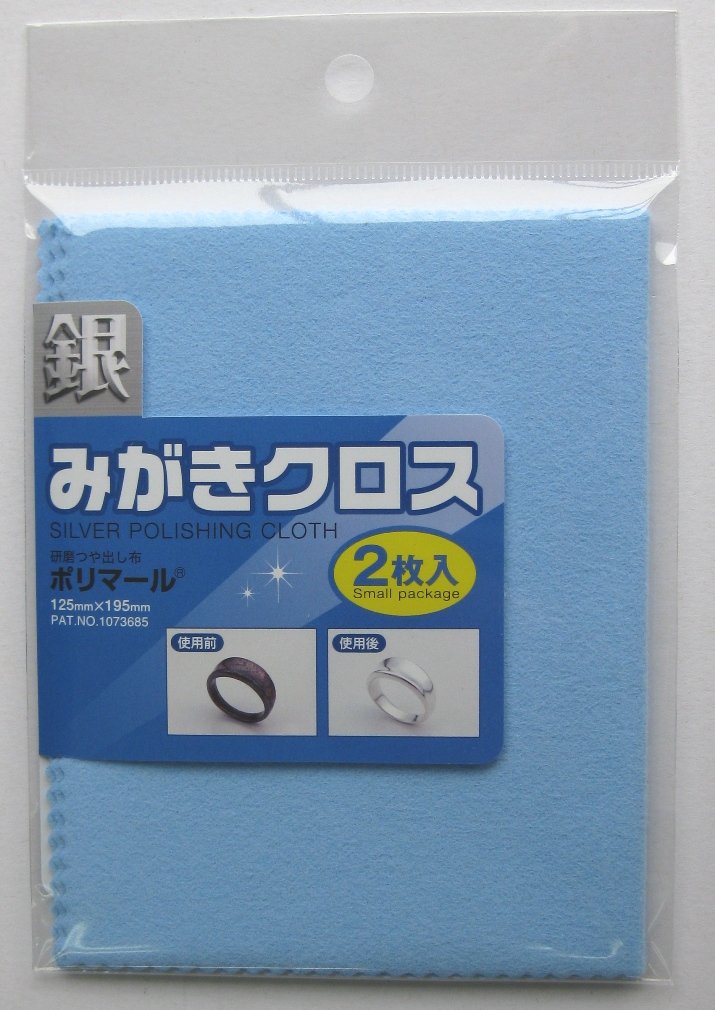 銀
みがきクロス
SILVER POLISHING CLOTH
研磨つや出し布
ポリマール®
125mm×195mm
PAT.NO.1073685
2枚入
Small package
使用前
使用後